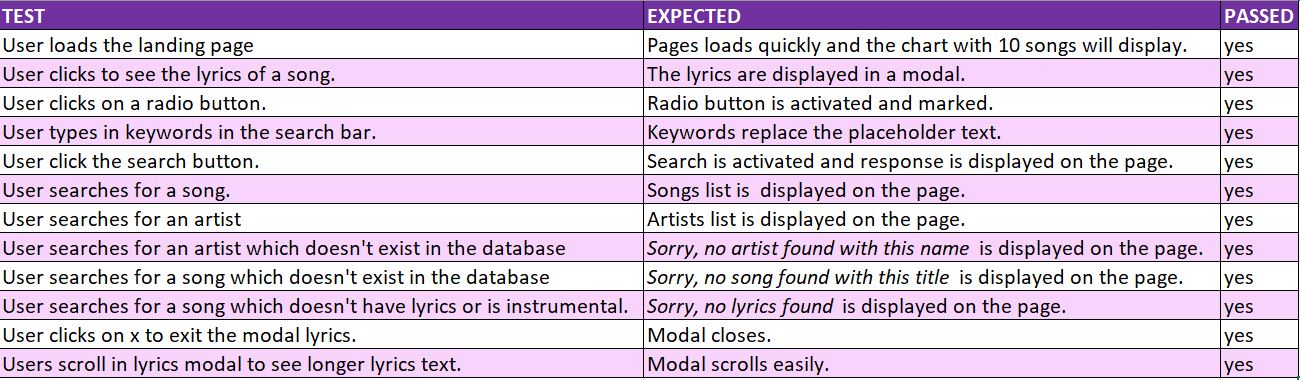 TEST EXPECTED PASSED
User loads the landing page Pages loads quickly and the chart with 10 songs will display. yes
User clicks to see the lyrics of a song. The lyrics are displayed in a modal. yes
User clicks on a radio button. Radio button is activated and marked. yes
User types in keywords in the search bar. Keywords replace the placeholder text. yes
User click the search button. Search is activated and response is displayed on the page. yes
User searches for a song. Songs list is  displayed on the page. yes
User searches for an artist Artists list is displayed on the page. yes
User searches for an artist which doesn't exist in the database Sorry, no artist found with this name  is displayed on the page. yes
User searches for a song which doesn't exist in the database Sorry, no song found with this title  is displayed on the page. yes
User searches for a song which doesn't have lyrics or is instrumental. Sorry, no lyrics found  is displayed on the page. yes
User clicks on x to exit the modal lyrics. Modal closes. yes
Users scroll in lyrics modal to see longer lyrics text. Modal scrolls easily. yes